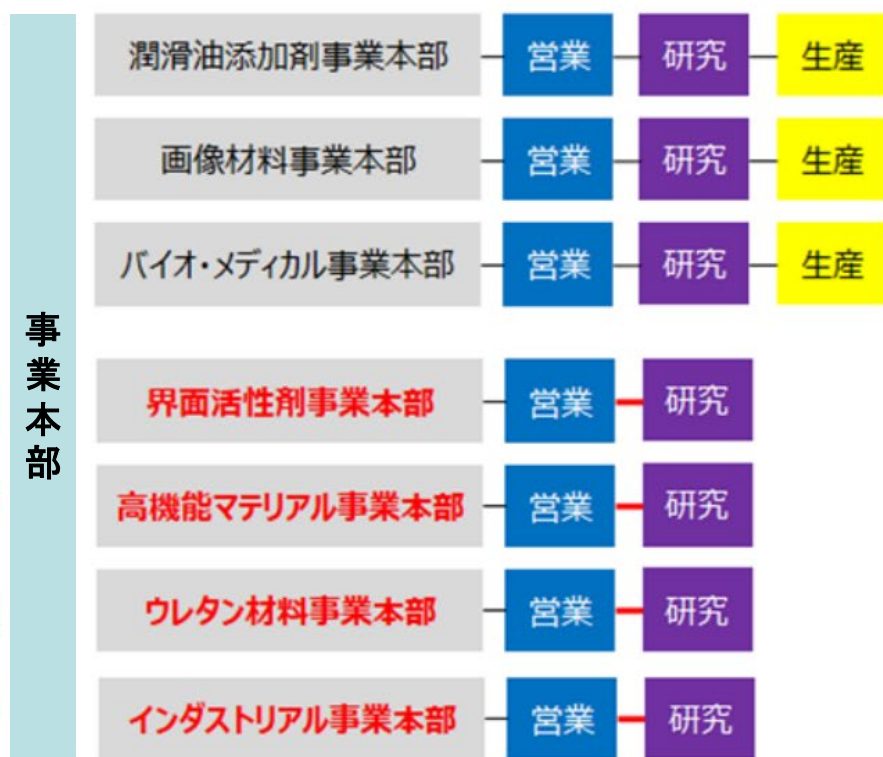 事業本部
潤滑油添加剤事業本部 営業 研究 生産
画像材料事業本部 営業 研究 生産
バイオ・メディカル事業本部 営業 研究 生産
界面活性剤事業本部 営業 研究
高機能マテリアル事業本部 営業 研究
ウレタン材料事業本部 営業 研究
インダストリアル事業本部 営業 研究